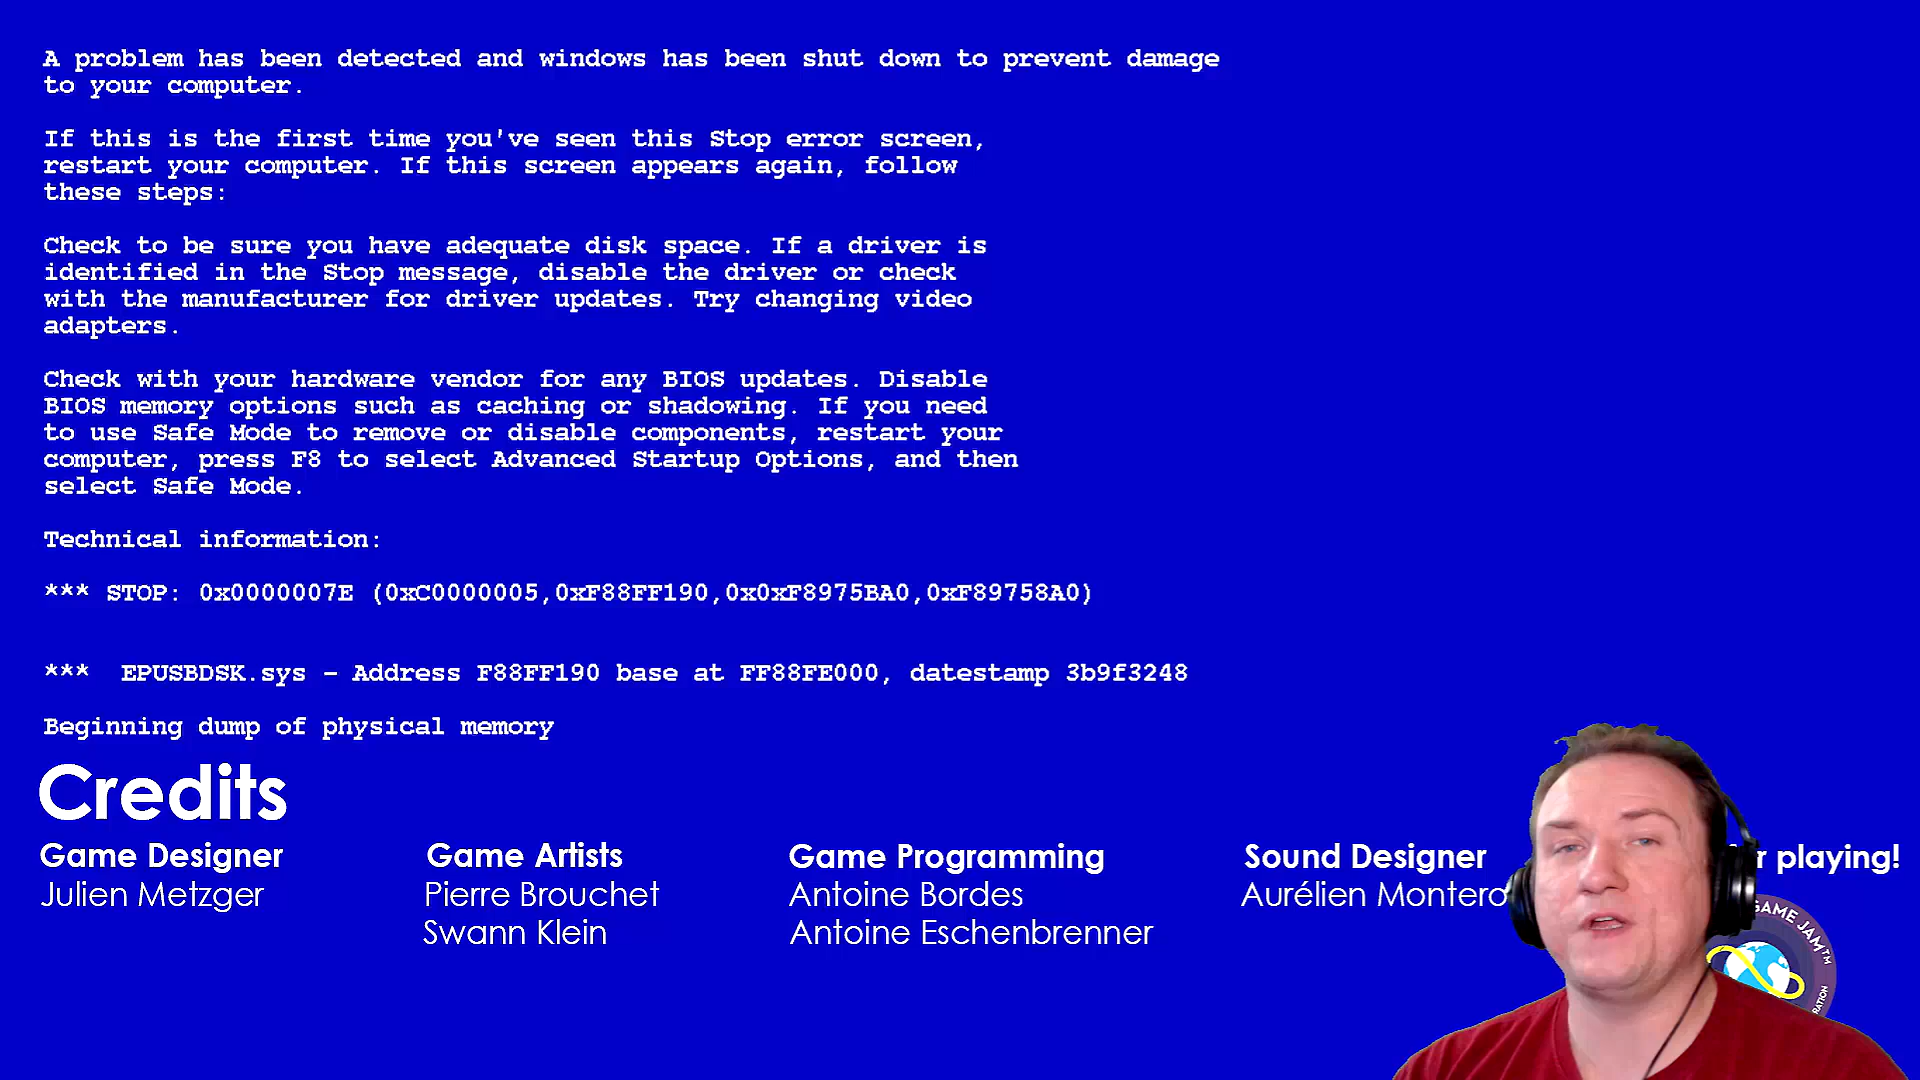 A problem has been detected and windows has been shut down to prevent damage
to your computer.
If this is the first time you've seen this Stop error screen,
restart your computer. If this screen appears again, follow
these steps:
Check to be sure you have adequate disk space. If a driver is
identified in the Stop message, disable the driver or check
with the manufacturer for driver updates. Try changing video
adapters.
Check with your hardware vendor for any BIOS updates. Disable
BIOS memory options such as caching or shadowing. If you need
to use Safe Mode to remove or disable components, restart your
computer, press F8 to select Advanced Startup Options, and then
select Safe Mode.
Technical information:
*** STOP: 0x0000007E (0xC0000005,0xF88FF190,0x0xF8975BA0,0xF89758A0)
*** EPUSBDSK.sys – Address F88FF190 base at FF88FE000, datestamp 3b9f3248
Beginning dump of physical memory
Credits
Game Designer
Julien Metzger
Game Artists
Pierre Brouchet
Swann Klein
Game Programming
Antoine Bordes
Antoine Eschenbrenner
Sound Designer
Aurélien Montero
playing!
GAME JAM™